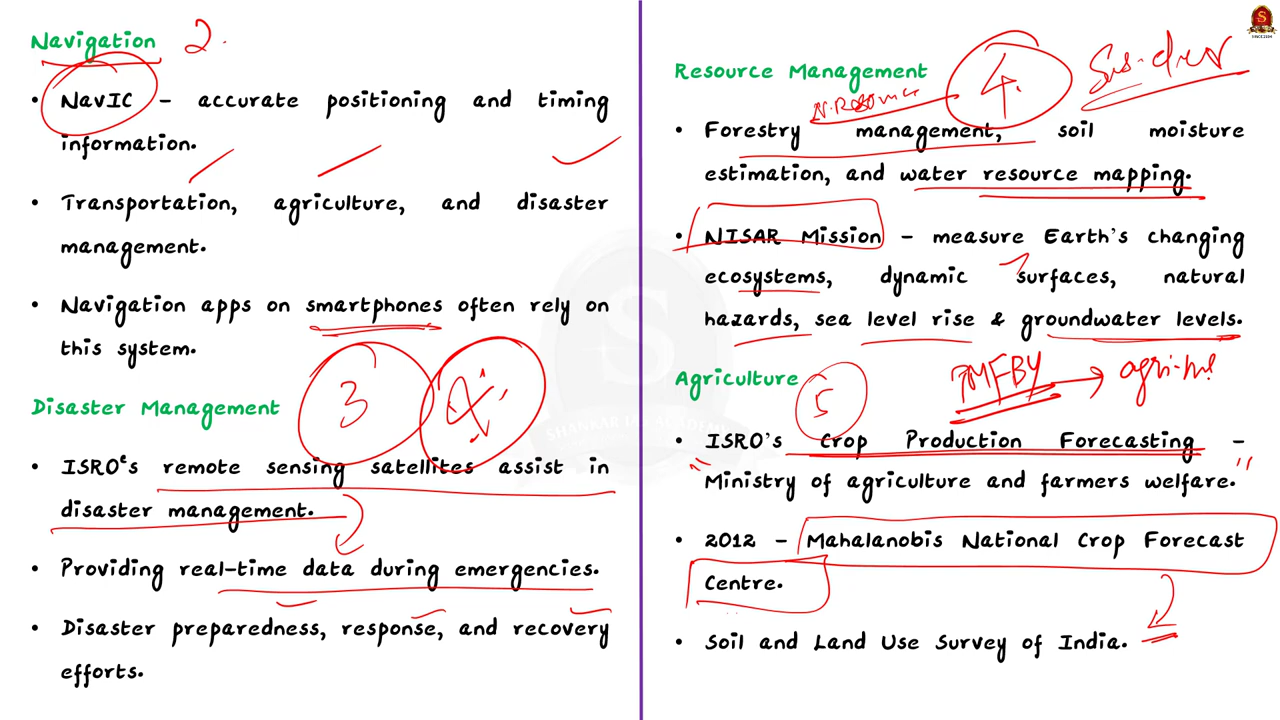 Navigation 2.
• NavIC - accurate positioning and timing
information.
• Transportation, agriculture, and disaster
management.
• Navigation apps on smartphones often rely on
this system.
3
Disaster Management
• ISRO's remote sensing satellites assist in
disaster management.
• Providing real-time data during emergencies.
• Disaster preparedness, response, and recovery
efforts.
Resource Management 4.
N. Resource
• Forestry management, soil moisture
estimation, and water resource mapping.
• NISAR Mission - measure Earth's changing
ecosystems, dynamic surfaces, natural
hazards, sea level rise & groundwater levels.
Agriculture 5 PMFBY
• ISRO's Crop Production Forecasting -
Ministry of agriculture and farmers welfare.
• 2012 - Mahalanobis National Crop Forecast
Centre.
• Soil and Land Use Survey of India.
SHANKAR IAS ACADEMY